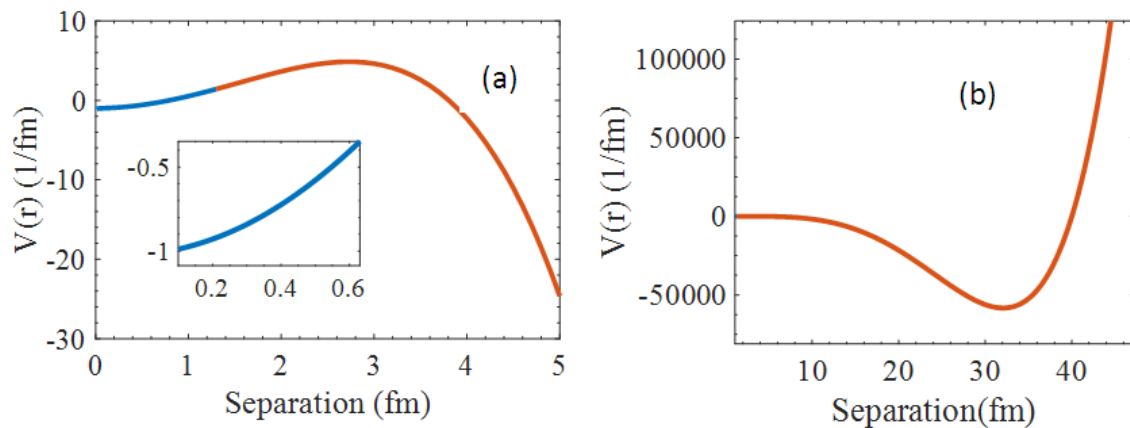 10
0
-10
-20
-30
V(r) (1/fm)
(a)
-0.5
-1
0.2 0.4 0.6
0 1 2 3 4 5
Separation (fm)
100000
50000
0
-50000
V(r) (1/fm)
(b)
10 20 30 40
Separation(fm)